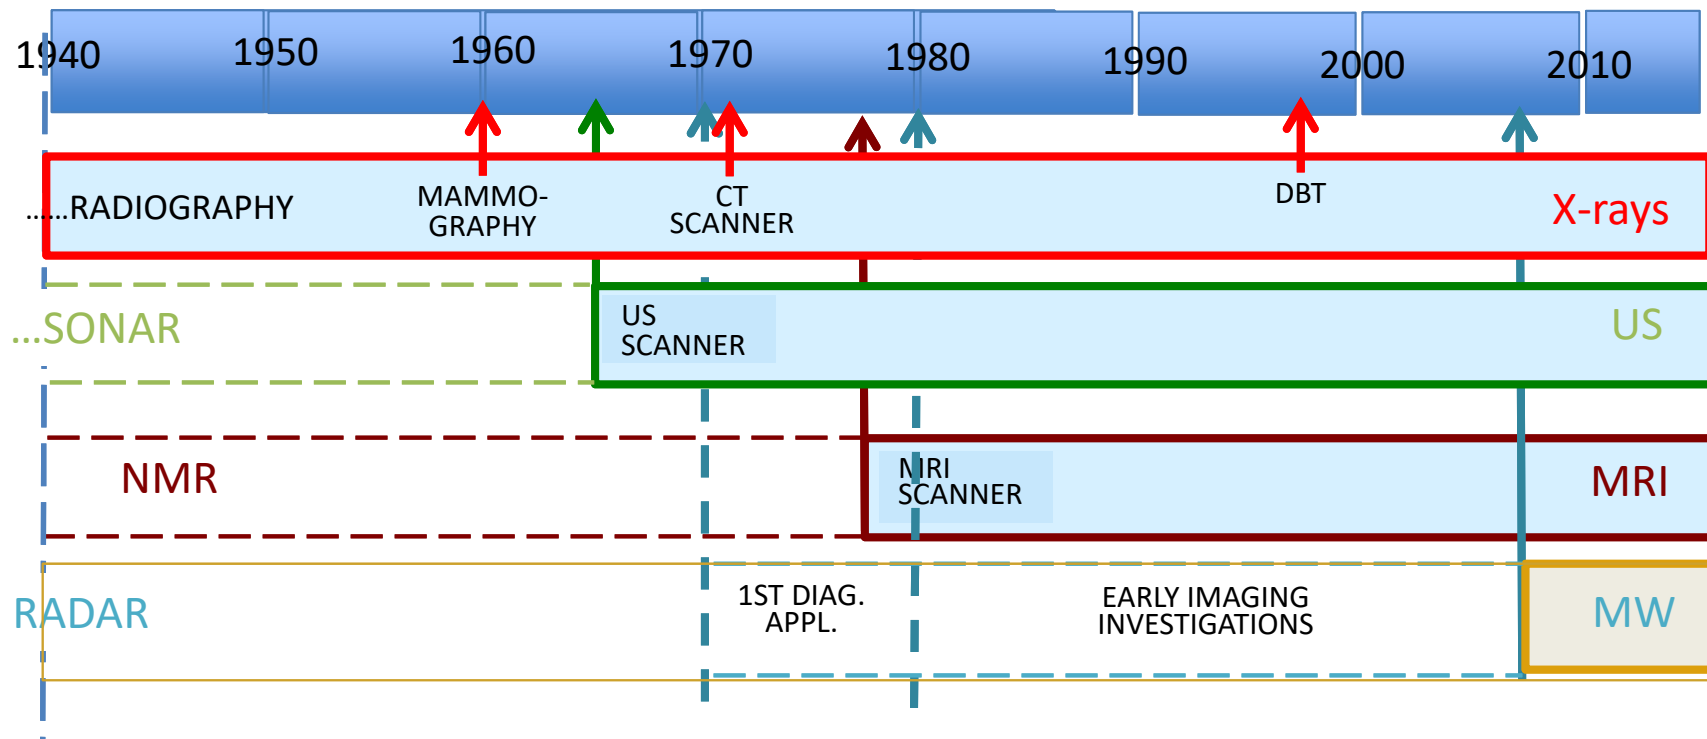 1940 1950 1960 1970 1980 1990 2000 2010
......RADIOGRAPHY
MAMMO-
GRAPHY
CT
SCANNER
DBT
X-rays
...SONAR
US
SCANNER
US
NMR
MRI
SCANNER
MRI
RADAR
1ST DIAG.
APPL.
EARLY IMAGING
INVESTIGATIONS
MW